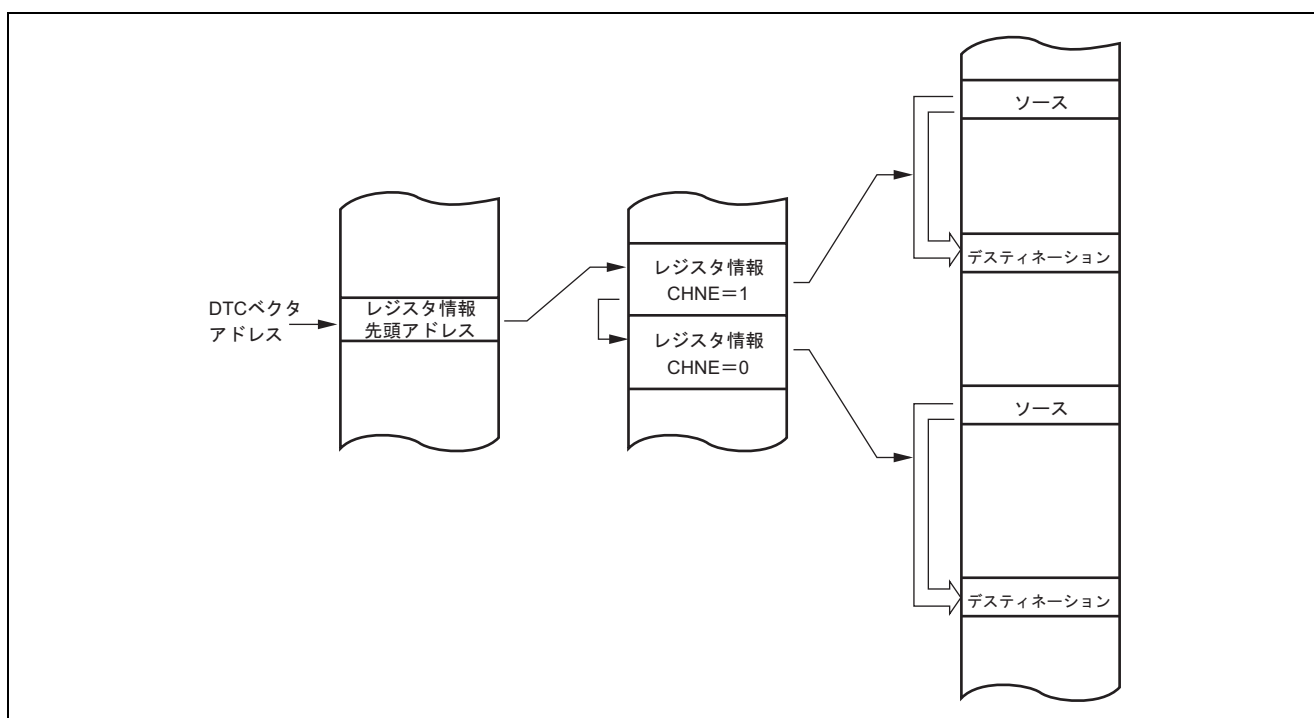 DTCベクタ
アドレス
レジスタ情報
先頭アドレス
レジスタ情報
CHNE=1
レジスタ情報
CHNE=0
ソース
デスティネーション
ソース
デスティネーション